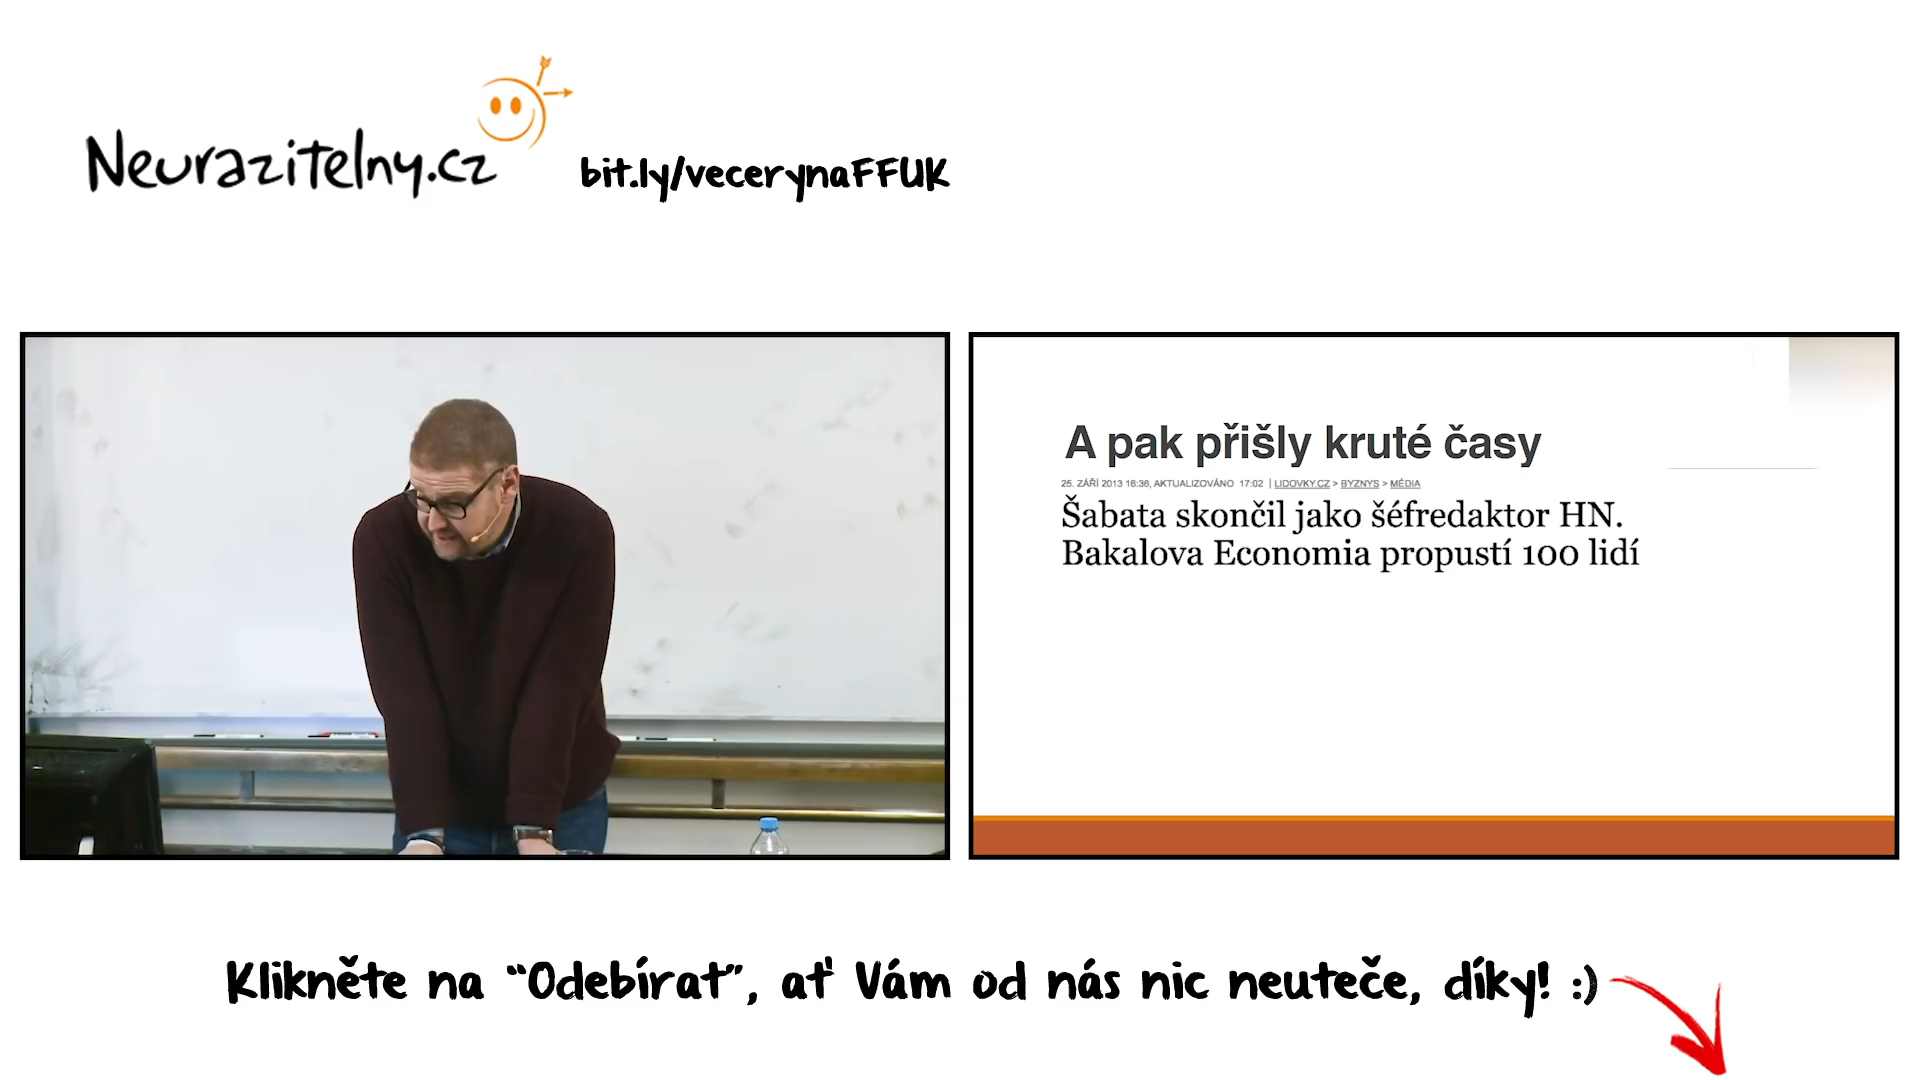 Neurazitelny.cz
bit.ly/vecerynaFFUK
A pak přišly kruté časy
25. ZÁŘÍ 2013 16:36, AKTUALIZOVÁNO 17:02 | LIDOVKY.CZ > BYZNYS > MÉDIA
Šabata skončil jako šéfredaktor HN.
Bakalova Economia propustí 100 lidí
Klikněte na “Odebírat”, ať Vám od nás nic neuteče, díky! :)